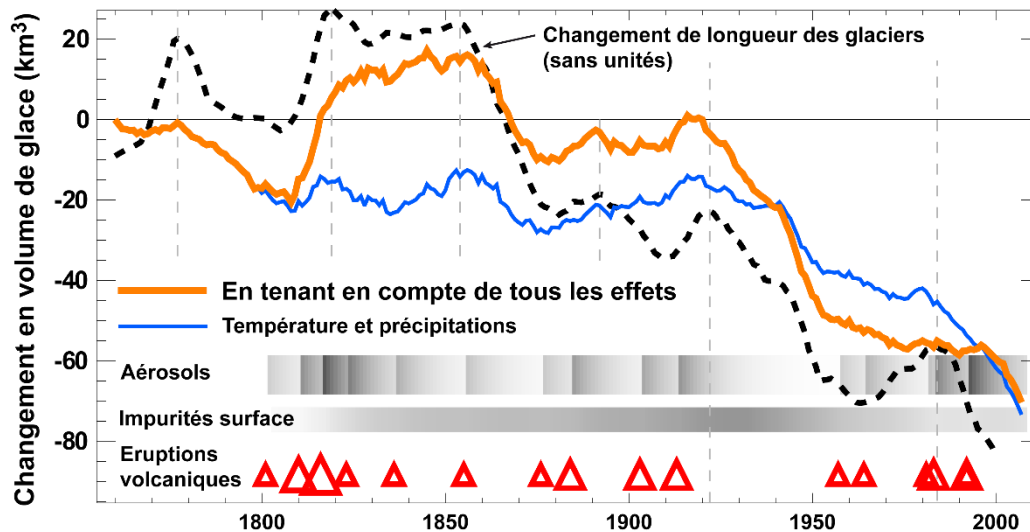 Changement en volume de glace (km³)
20
0
-20
-40
-60
-80
Changement de longueur des glaciers
(sans unités)
En tenant en compte de tous les effets
Température et précipitations
Aérosols
Impurités surface
Eruptions
volcaniques
1800
1850
1900
1950
2000